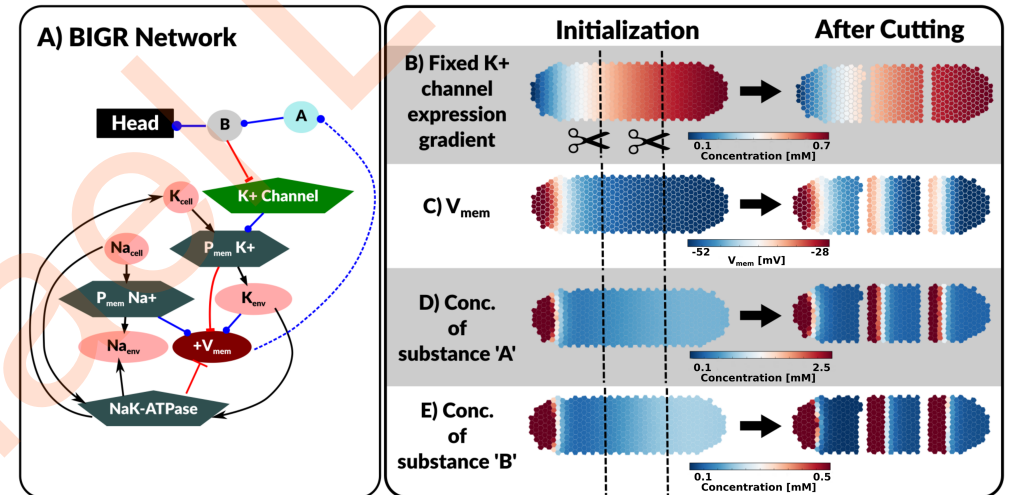 A) BIGR Network
Head
B
A
K+ Channel
Kcell
Pmem K+
Nacell
Pmem Na+
Kenv
Naenv
+Vmem
NaK-ATPase
Initialization
After Cutting
B) Fixed K+
channel
expression
gradient
0.1
0.7
Concentration [mM]
C) Vmem
-52
-28
Vmem [mV]
D) Conc.
of
substance 'A'
0.1
2.5
Concentration [mM]
E) Conc.
of
substance 'B'
0.1
0.5
Concentration [mM]